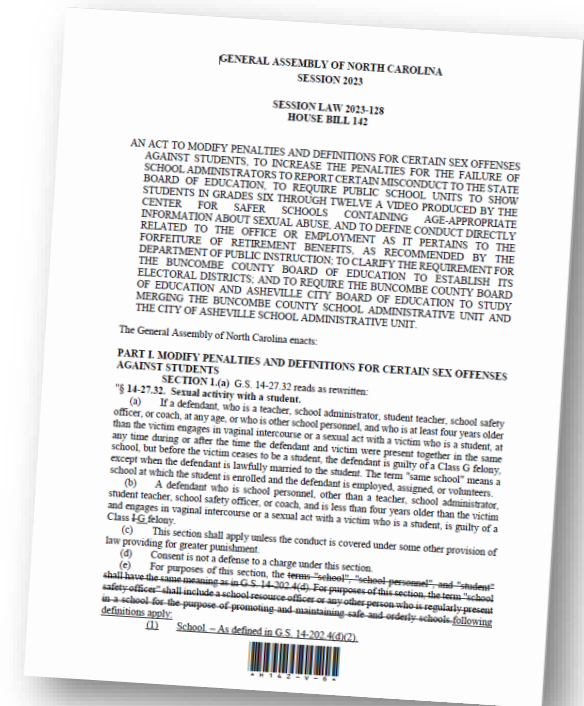 GENERAL ASSEMBLY OF NORTH CAROLINA
SESSION 2023
SESSION LAW 2023-128
HOUSE BILL 142
AN ACT TO MODIFY PENALTIES AND DEFINITIONS FOR CERTAIN SEX OFFENSES
AGAINST STUDENTS, TO INCREASE THE PENALTIES FOR THE FAILURE OF
SCHOOL ADMINISTRATORS TO REPORT CERTAIN MISCONDUCT TO THE STATE
BOARD OF EDUCATION, TO REQUIRE PUBLIC SCHOOL UNITS TO SHOW
STUDENTS IN GRADES SIX THROUGH TWELVE A VIDEO PRODUCED BY THE
CENTER FOR SAFER SCHOOLS CONTAINING AGE-APPROPRIATE
INFORMATION ABOUT SEXUAL ABUSE, AND TO DEFINE CONDUCT DIRECTLY
RELATED TO THE OFFICE OR EMPLOYMENT AS IT PERTAINS TO THE
FORFEITURE OF RETIREMENT BENEFITS, AS RECOMMENDED BY THE
DEPARTMENT OF PUBLIC INSTRUCTION; TO CLARIFY THE REQUIREMENT FOR
THE BUNCOMBE COUNTY BOARD OF EDUCATION TO ESTABLISH ITS
ELECTORAL DISTRICTS; AND TO REQUIRE THE BUNCOMBE COUNTY BOARD
OF EDUCATION AND ASHEVILLE CITY BOARD OF EDUCATION TO STUDY
MERGING THE BUNCOMBE COUNTY SCHOOL ADMINISTRATIVE UNIT AND
THE CITY OF ASHEVILLE SCHOOL ADMINISTRATIVE UNIT.
The General Assembly of North Carolina enacts:
PART I. MODIFY PENALTIES AND DEFINITIONS FOR CERTAIN SEX OFFENSES
AGAINST STUDENTS
SECTION 1.(a) G.S. 14-27.32 reads as rewritten:
"§ 14-27.32. Sexual activity with a student.
(a) If a defendant, who is a teacher, school administrator, student teacher, school safety
officer, or coach, at any age, or who is other school personnel, and who is at least four years older
than the victim engages in vaginal intercourse or a sexual act with a victim who is a student, at
any time during or after the time the defendant and victim were present together in the same
school, but before the victim ceases to be a student, the defendant is guilty of a Class G felony,
except when the defendant is lawfully married to the student. The term "same school" means a
school at which the student is enrolled and the defendant is employed, assigned, or volunteers.
(b) A defendant who is school personnel, other than a teacher, school administrator,
student teacher, school safety officer, or coach, and is less than four years older than the victim
and engages in vaginal intercourse or a sexual act with a victim who is a student, is guilty of a
Class I G felony.
(c) This section shall apply unless the conduct is covered under some other provision of
law providing for greater punishment.
(d) Consent is not a defense to a charge under this section.
(e) For purposes of this section, the terms "school", "school personnel", and "student"
shall have the same meaning as in G.S. 14-202.4(d). For purposes of this section, the term "school
safety officer" shall include a school resource officer or any other person who is regularly present
in a school for the purpose of promoting and maintaining safe and orderly schools. following
definitions apply:
(1) School. – As defined in G.S. 14-202.4(d)(2).
*H142-V-6*